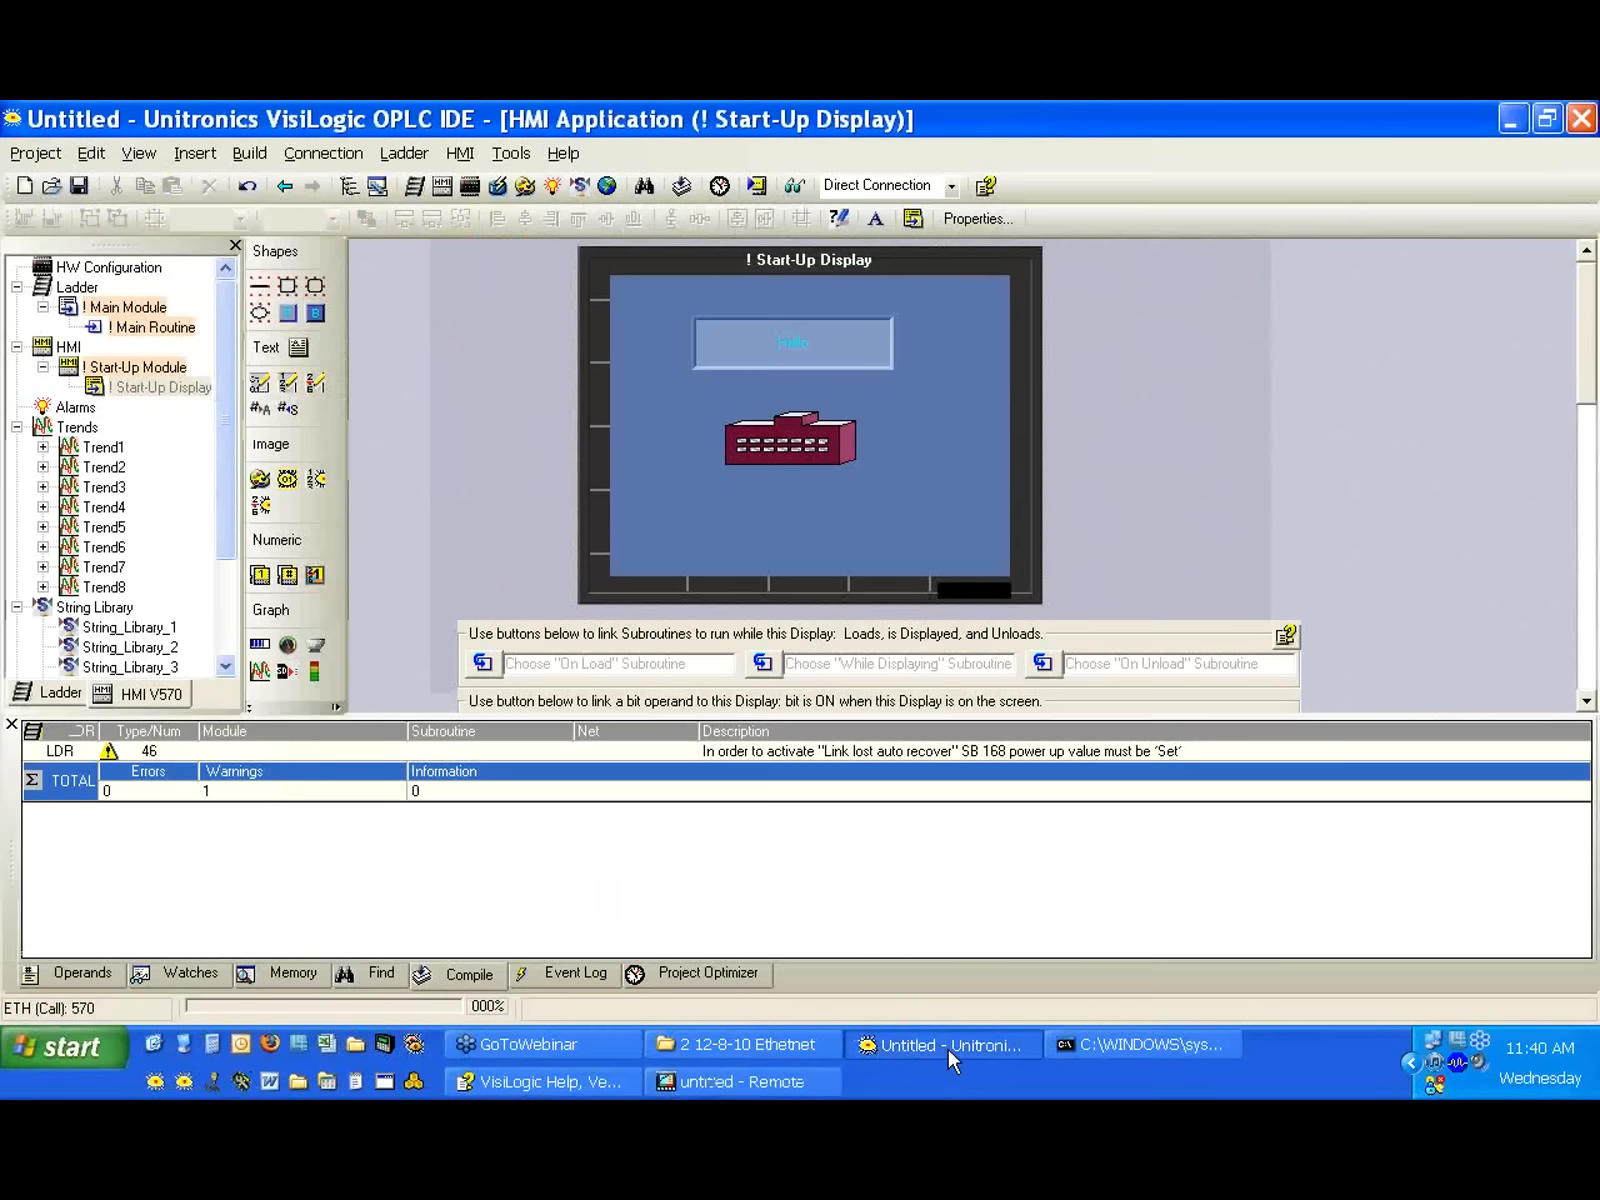 Untitled - Unitronics VisiLogic OPLC IDE - [HMI Application (! Start-Up Display)]
Project Edit View Insert Build Connection Ladder HMI Tools Help
Direct Connection
Properties...
HW Configuration
Ladder
! Main Module
! Main Routine
HMI
! Start-Up Module
! Start-Up Display
Alarms
Trends
Trend1
Trend2
Trend3
Trend4
Trend5
Trend6
Trend7
Trend8
String Library
String_Library_1
String_Library_2
String_Library_3
Ladder HMI V570
Shapes
Text
Image
Numeric
Graph
! Start-Up Display
Hello
Use buttons below to link Subroutines to run while this Display: Loads, is Displayed, and Unloads.
Choose "On Load" Subroutine Choose "While Displaying" Subroutine Choose "On Unload" Subroutine
Use button below to link a bit operand to this Display: bit is ON when this Display is on the screen.
Type/Num Module Subroutine Net Description
LDR 46 In order to activate "Link lost auto recover" SB 168 power up value must be 'Set'
Errors Warnings Information
TOTAL
0 1 0
Operands Watches Memory Find Compile Event Log Project Optimizer
ETH (Call): 570 000%
start GoToWebinar 2 12-8-10 Ethetnet Untitled - Unitroni... C:\WINDOWS\sys... 11:40 AM
VisiLogic Help, Ve... untitled - Remote Wednesday